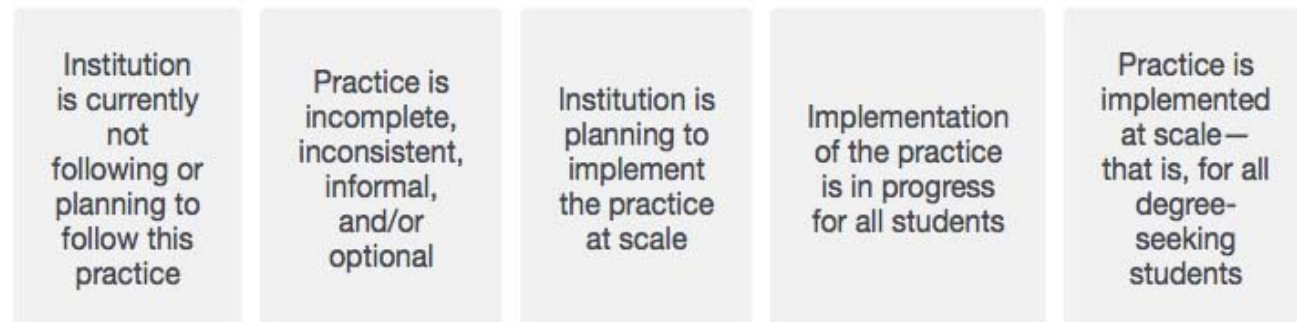 Institution
is currently
not
following or
planning to
follow this
practice
Practice is
incomplete,
inconsistent,
informal,
and/or
optional
Institution is
planning to
implement
the practice
at scale
Implementation
of the practice
is in progress
for all students
Practice is
implemented
at scale—
that is, for all
degree-
seeking
students